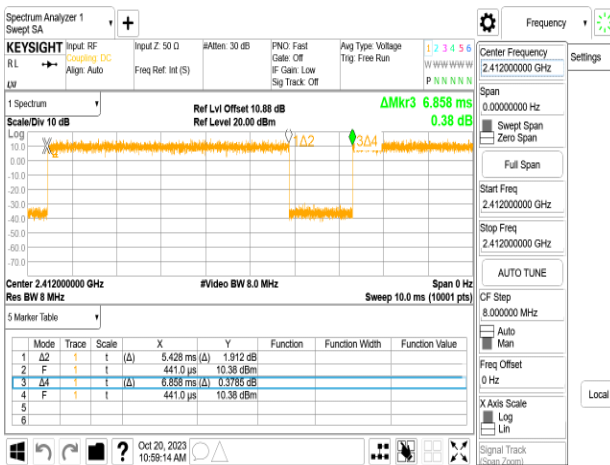 Spectrum Analyzer 1
Swept SA
Frequency
KEYSIGHT
RL
Input: RF
Coupling: DC
Align: Auto
Input Z: 50 Ω
Freq Ref: Int (S)
#Atten: 30 dB
PNO: Fast
Gate: Off
IF Gain: Low
Sig Track: Off
Avg Type: Voltage
Trig: Free Run
1 2 3 4 5 6
W W W W W W
P N N N N N
Center Frequency
2.412000000 GHz
Settings
1 Spectrum
Scale/Div 10 dB
Ref Lvl Offset 10.88 dB
Ref Level 20.00 dBm
ΔMkr3 6.858 ms
0.38 dB
Span
0.00000000 Hz
Swept Span
Zero Span
Full Span
Start Freq
2.412000000 GHz
Stop Freq
2.412000000 GHz
AUTO TUNE
CF Step
8.000000 MHz
Auto
Man
Freq Offset
0 Hz
X Axis Scale
Log
Lin
Local
Signal Track
(Span Zoom)
Log
10.0
0.00
-10.0
-20.0
-30.0
-40.0
-50.0
-60.0
-70.0
1Δ2
3Δ4
Center 2.412000000 GHz
Res BW 8 MHz
#Video BW 8.0 MHz
Span 0 Hz
Sweep 10.0 ms (10001 pts)
5 Marker Table
Mode Trace Scale X Y Function Function Width Function Value
1 Δ2 1 t (Δ) 5.428 ms (Δ) 1.912 dB
2 F 1 t 441.0 µs 10.38 dBm
3 Δ4 1 t (Δ) 6.858 ms (Δ) 0.3785 dB
4 F 1 t 441.0 µs 10.38 dBm
5
6
Oct 20, 2023
10:59:14 AM